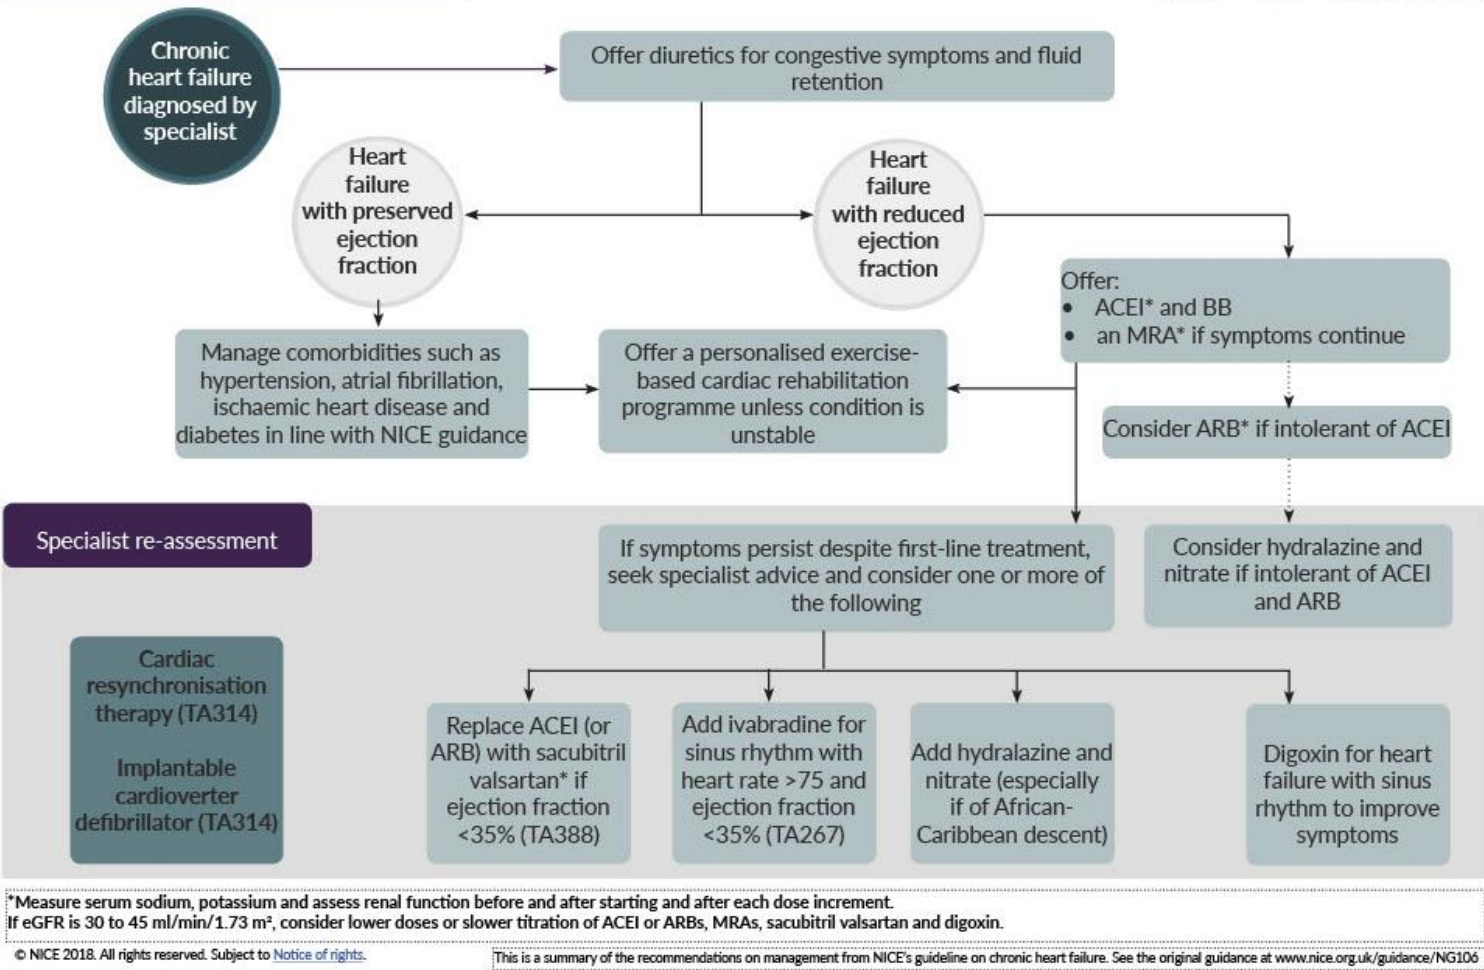 Chronic
heart failure
diagnosed by
specialist
Offer diuretics for congestive symptoms and fluid
retention
Heart
failure
with preserved
ejection
fraction
Heart
failure
with reduced
ejection
fraction
Offer:
• ACEI* and BB
• an MRA* if symptoms continue
Manage comorbidities such as
hypertension, atrial fibrillation,
ischaemic heart disease and
diabetes in line with NICE guidance
Offer a personalised exercise-
based cardiac rehabilitation
programme unless condition is
unstable
Consider ARB* if intolerant of ACEI
Specialist re-assessment
If symptoms persist despite first-line treatment,
seek specialist advice and consider one or more of
the following
Consider hydralazine and
nitrate if intolerant of ACEI
and ARB
Cardiac
resynchronisation
therapy (TA314)
Implantable
cardioverter
defibrillator (TA314)
Replace ACEI (or
ARB) with sacubitril
valsartan* if
ejection fraction
<35% (TA388)
Add ivabradine for
sinus rhythm with
heart rate >75 and
ejection fraction
<35% (TA267)
Add hydralazine and
nitrate (especially
if of African-
Caribbean descent)
Digoxin for heart
failure with sinus
rhythm to improve
symptoms
*Measure serum sodium, potassium and assess renal function before and after starting and after each dose increment.
If eGFR is 30 to 45 ml/min/1.73 m², consider lower doses or slower titration of ACEI or ARBs, MRAs, sacubitril valsartan and digoxin.
© NICE 2018. All rights reserved. Subject to Notice of rights.
This is a summary of the recommendations on management from NICE's guideline on chronic heart failure. See the original guidance at www.nice.org.uk/guidance/NG106